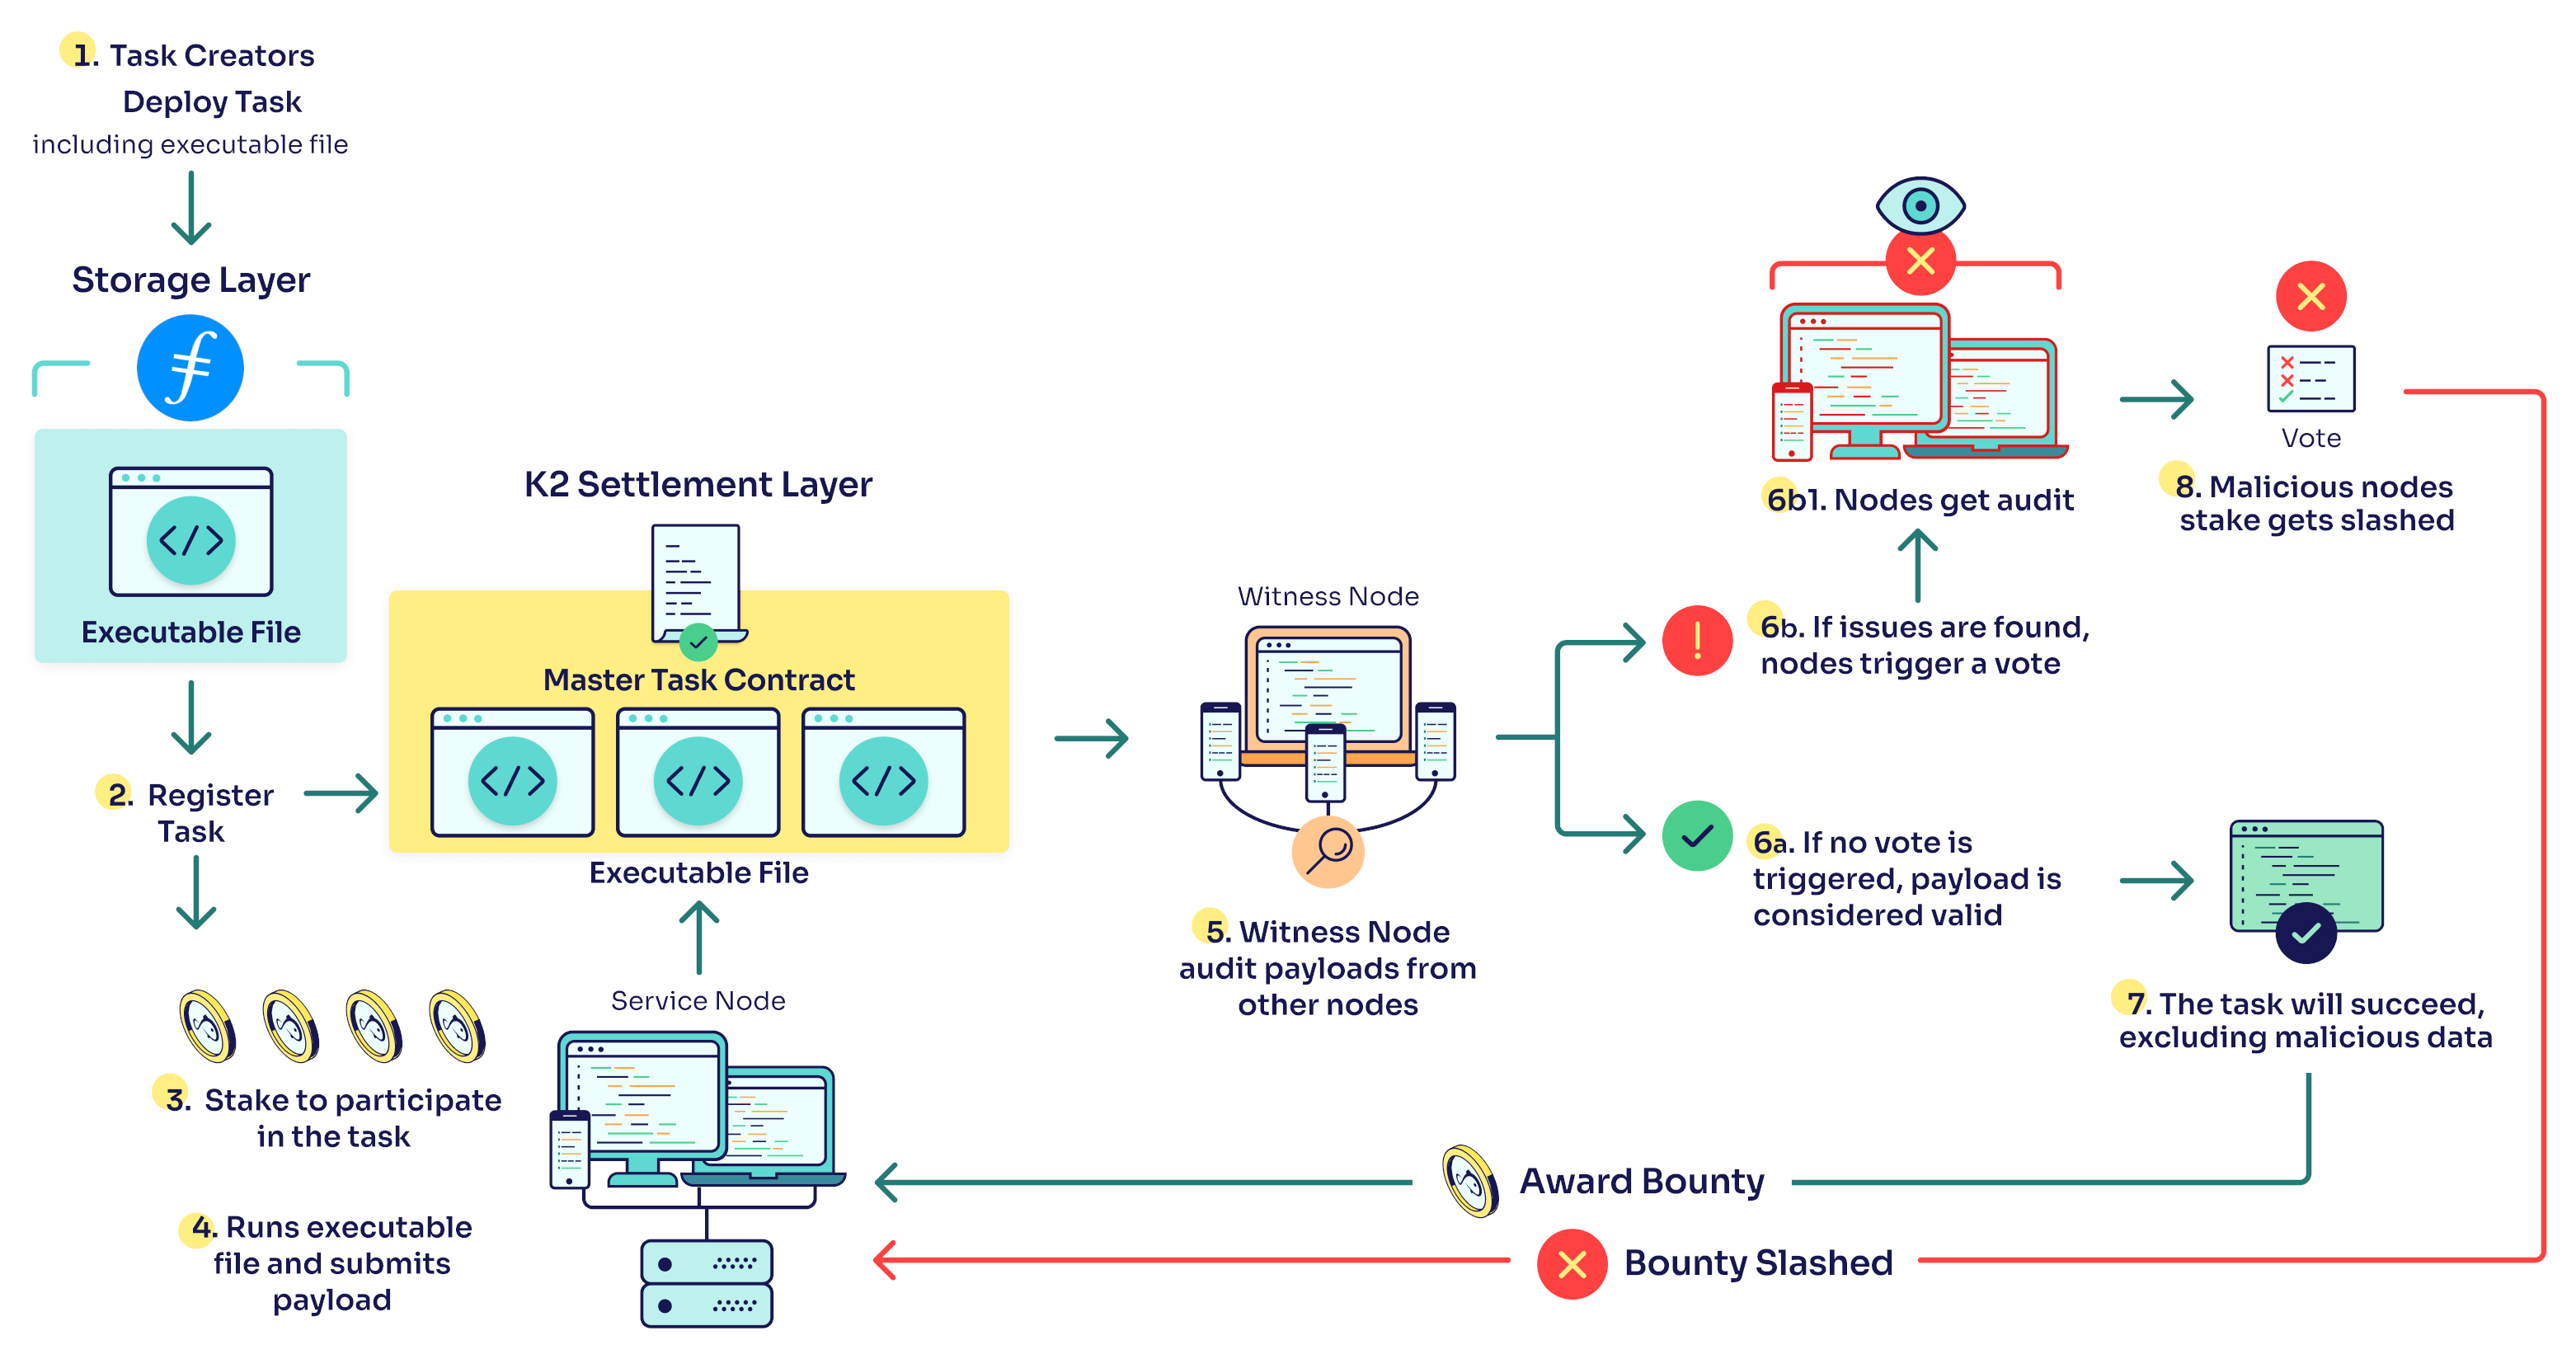 1. Task Creators
Deploy Task
including executable file
Storage Layer
Executable File
2. Register
Task
3. Stake to participate
in the task
4. Runs executable
file and submits
payload
K2 Settlement Layer
Master Task Contract
Executable File
Service Node
Witness Node
5. Witness Node
audit payloads from
other nodes
6b1. Nodes get audit
6b. If issues are found,
nodes trigger a vote
6a. If no vote is
triggered, payload is
considered valid
Vote
8. Malicious nodes
stake gets slashed
7. The task will succeed,
excluding malicious data
Award Bounty
Bounty Slashed